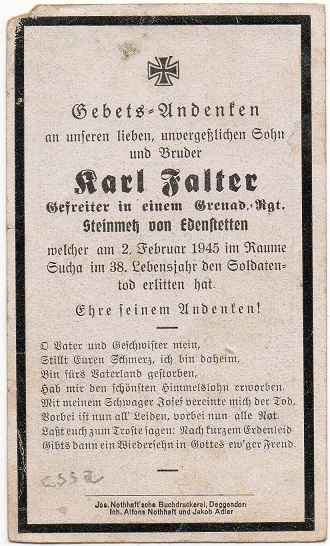 Gebets-Andenken
an unseren lieben, unvergeßlichen Sohn
und Bruder
Karl Falter
Gefreiter in einem Grenad.-Rgt.
Steinmetz von Edenstetten
welcher am 2. Februar 1945 im Raume
Sucha im 38. Lebensjahr den Soldaten-
tod erlitten hat.
Ehre seinem Andenken!
O Vater und Geschwister mein,
Stillt Euren Schmerz, ich bin daheim,
Bin fürs Vaterland gestorben,
Hab mir den schönsten Himmelslohn erworben.
Mit meinem Schwager Josef vereinte mich der Tod,
Vorbei ist nun all' Leiden, vorbei nun alle Not.
Laßt euch zum Troste sagen: Nach kurzem Erdenleid
Gibts dann ein Wiedersehn in Gottes ew'ger Freud.
Jos. Nothhaft'sche Buchdruckerei, Deggendorf
Inh. Alfons Nothhaft und Jakob Adler